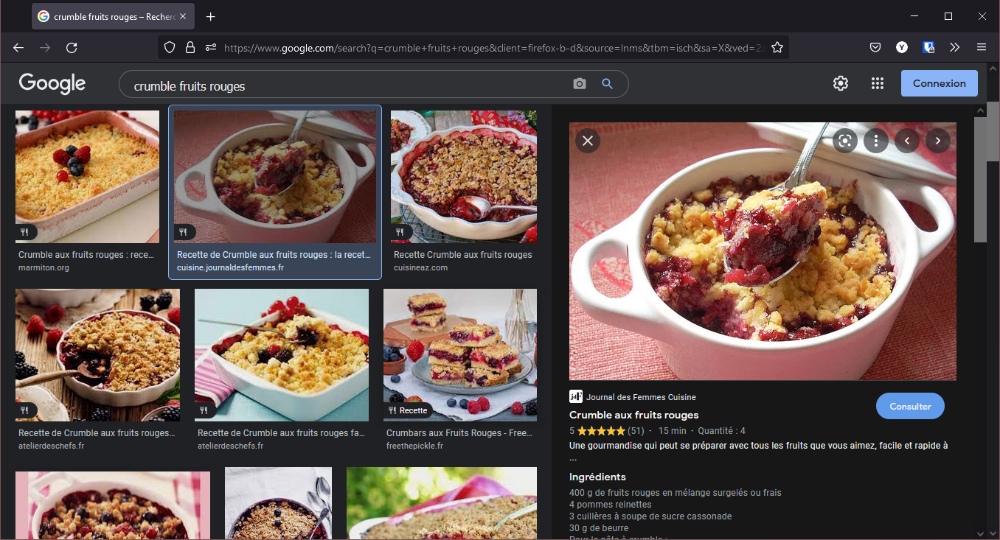 crumble fruits rouges – Recherc
https://www.google.com/search?q=crumble+fruits+rouges&client=firefox-b-d&source=lnms&tbm=isch&sa=X&ved=2a
Y
Google
crumble fruits rouges
Connexion
Crumble aux fruits rouges : rece...
marmiton.org
Recette de Crumble aux fruits rouges : la recet...
cuisine.journaldesfemmes.fr
Recette Crumble aux fruits rouges
cuisineaz.com
Recette de Crumble aux fruits rouges...
atelierdeschefs.fr
Recette de Crumble aux fruits rouges fa...
atelierdeschefs.fr
Recette
Crumbars aux Fruits Rouges - Free...
freethepickle.fr
jdF Journal des Femmes Cuisine
Consulter
Crumble aux fruits rouges
5 ★★★★★ (51) · 15 min · Quantité : 4
Une gourmandise qui peut se préparer avec tous les fruits que vous aimez, facile et rapide à
...
Ingrédients
400 g de fruits rouges en mélange surgelés ou frais
4 pommes reinettes
3 cuillères à soupe de sucre cassonade
30 g de beurre
Pour la pâte à crumble :